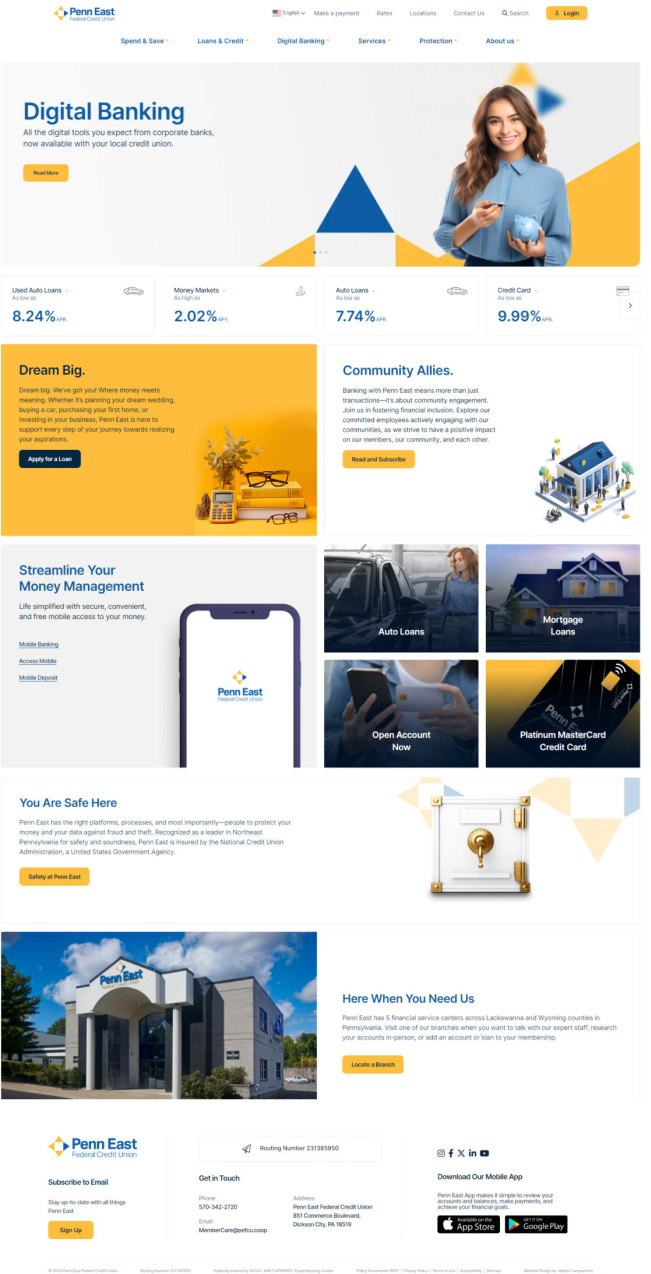 Penn East
Federal Credit Union
English
Make a payment
Rates
Locations
Contact Us
Search
Login
Spend & Save
Loans & Credit
Digital Banking
Services
Protection
About us
Digital Banking
All the digital tools you expect from corporate banks,
now available with your local credit union.
Read More
Used Auto Loans
As low as
8.24% APR.
Money Markets
As high as
2.02% APY.
Auto Loans
As low as
7.74% APR.
Credit Card
As low as
9.99% APR.
Dream Big.
Dream big. We've got you! Where money meets
meaning. Whether it's planning your dream wedding,
buying a car, purchasing your first home, or
investing in your business, Penn East is here to
support every step of your journey towards realizing
your aspirations.
Apply for a Loan
Community Allies.
Banking with Penn East means more than just
transactions—it's about community engagement.
Join us in fostering financial inclusion. Explore our
committed employees actively engaging with our
communities, as we strive to have a positive impact
on our members, our community, and each other.
Read and Subscribe
Streamline Your
Money Management
Life simplified with secure, convenient,
and free mobile access to your money.
Mobile Banking
Access Mobile
Mobile Deposit
Penn East
Federal Credit Union
Auto Loans
Mortgage
Loans
Open Account
Now
Penn East
Platinum MasterCard
Credit Card
You Are Safe Here
Penn East has the right platforms, processes, and most importantly—people to protect your
money and your data against fraud and theft. Recognized as a leader in Northeast
Pennsylvania for safety and soundness, Penn East is insured by the National Credit Union
Administration, a United States Government Agency.
Safety at Penn East
Penn East
Here When You Need Us
Penn East has 5 financial service centers across Lackawanna and Wyoming counties in
Pennsylvania. Visit one of our branches when you want to talk with our expert staff, research
your accounts in-person, or add an account or loan to your membership.
Locate a Branch
Penn East
Federal Credit Union
Subscribe to Email
Stay up-to-date with all things
Penn East
Sign Up
Routing Number 231385950
Get in Touch
Phone
570-342-2720
Email
MemberCare@pefcu.coop
Address
Penn East Federal Credit Union
851 Commerce Boulevard,
Dickson City, PA 18519
Download Our Mobile App
Penn East App makes it simple to review your
accounts and balances, make payments, and
achieve your financial goals.
Available on the
App Store
GET IT ON
Google Play
© 2024 Penn East Federal Credit Union
Routing Number 231385950
Federally Insured by NCUA | NMLS #798902 | Equal Housing Lender
Policy Documents (PDF) | Privacy Policy | Terms of Use | Accessibility | Sitemap